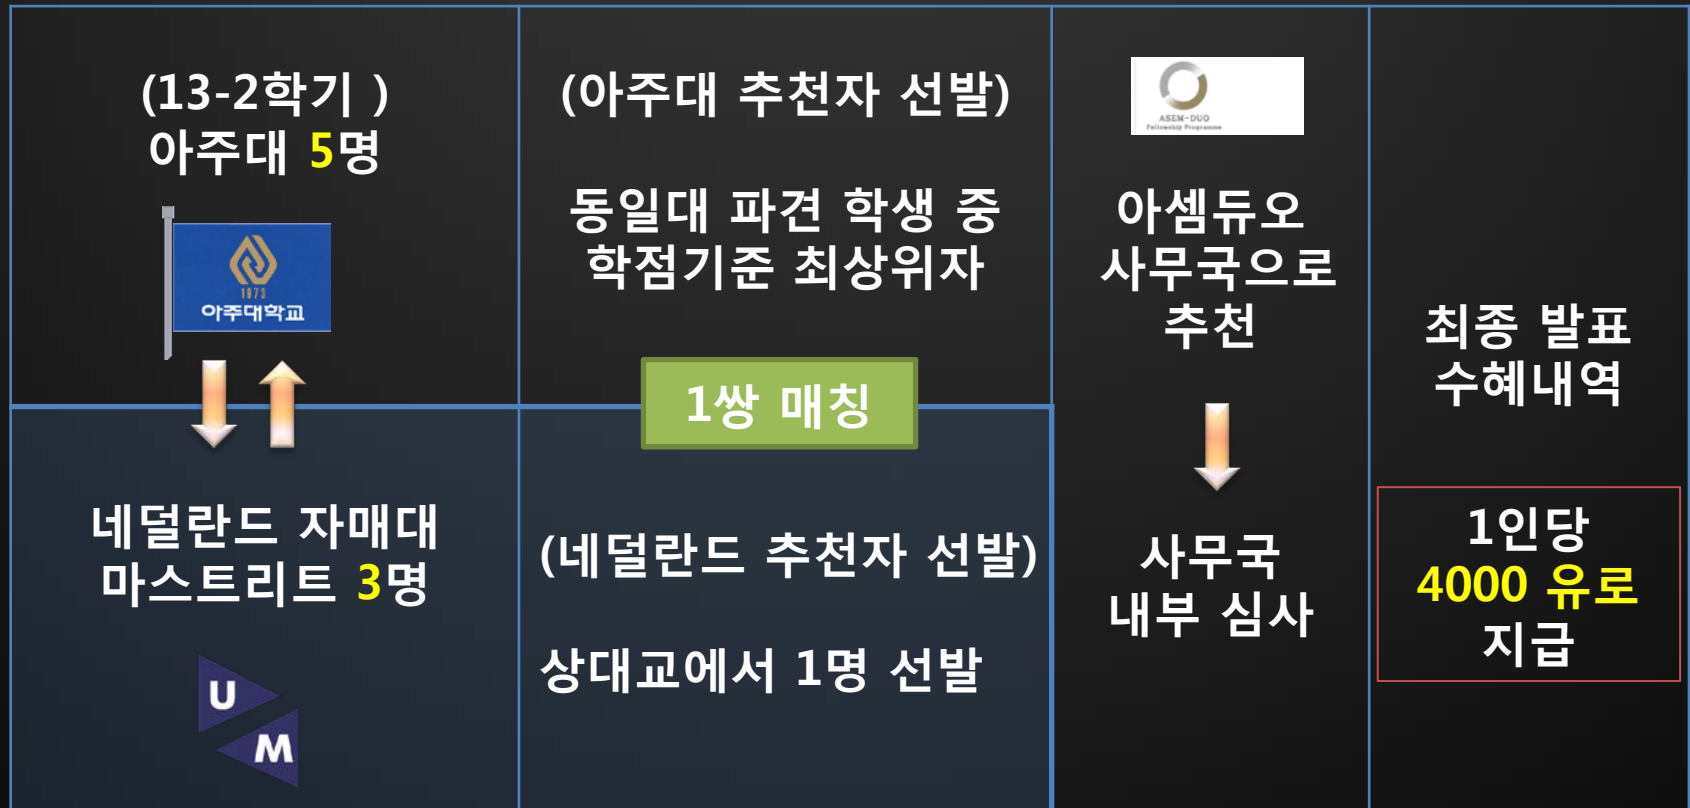 (13-2학기 )
아주대 5명
1973
아주대학교
네덜란드 자매대
마스트리트 3명
U
M
(아주대 추천자 선발)
동일대 파견 학생 중
학점기준 최상위자
1쌍 매칭
(네덜란드 추천자 선발)
상대교에서 1명 선발
ASEM-DUO
Fellowship Programme
아셈듀오
사무국으로
추천
사무국
내부 심사
최종 발표
수혜내역
1인당
4000 유로
지급